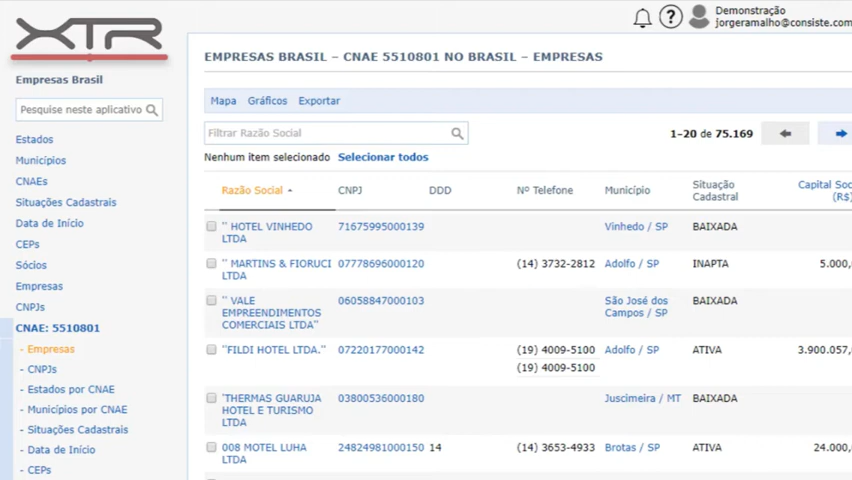 XTR
Demonstração
jorgeramalho@consiste.com
Empresas Brasil
Pesquise neste aplicativo
Estados
Municípios
CNAEs
Situações Cadastrais
Data de Início
CEPs
Sócios
Empresas
CNPJs
CNAE: 5510801
- Empresas
- CNPJs
- Estados por CNAE
- Municípios por CNAE
- Situações Cadastrais
- Data de Início
- CEPs
EMPRESAS BRASIL – CNAE 5510801 NO BRASIL – EMPRESAS
Mapa Gráficos Exportar
Filtrar Razão Social
1–20 de 75.169
Nenhum item selecionado Selecionar todos
Razão Social CNPJ DDD Nº Telefone Município Situação Cadastral Capital Soc (R$)
" HOTEL VINHEDO 71675995000139 Vinhedo / SP BAIXADA
LTDA
" MARTINS & FIORUCI 07778696000120 (14) 3732-2812 Adolfo / SP INAPTA 5.000,
LTDA
" VALE 06058847000103 São José dos BAIXADA
EMPREENDIMENTOS Campos / SP
COMERCIAIS LTDA"
"FILDI HOTEL LTDA." 07220177000142 (19) 4009-5100 Adolfo / SP ATIVA 3.900.057,
(19) 4009-5100
'THERMAS GUARUJA 03800536000180 Juscimeira / MT BAIXADA
HOTEL E TURISMO
LTDA
008 MOTEL LUHA 24824981000150 14 (14) 3653-4933 Brotas / SP ATIVA 24.000,
LTDA